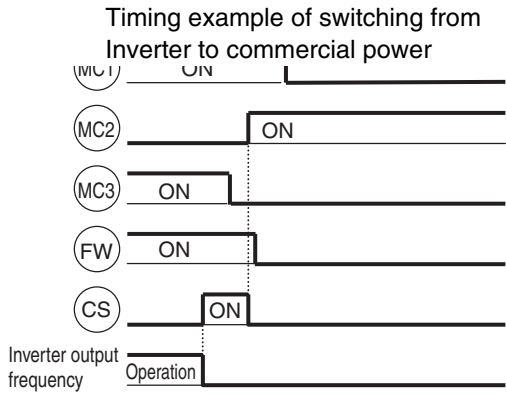 Timing example of switching from
Inverter to commercial power
MC1 ON
MC2 ON
MC3 ON
FW ON
CS ON
Inverter output
frequency Operation